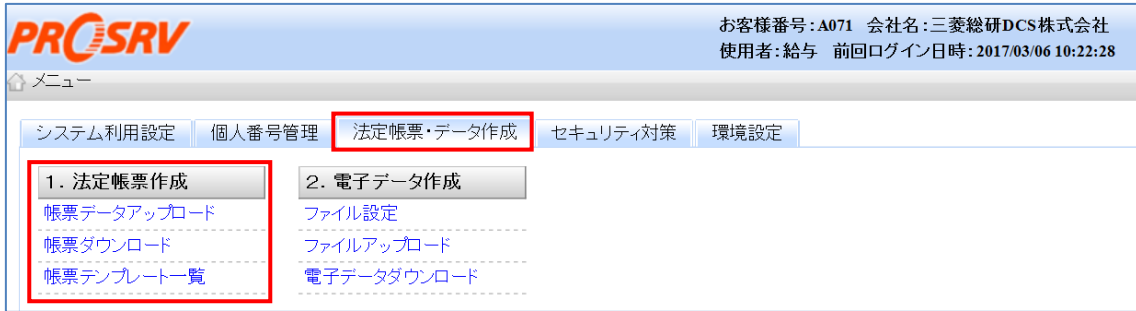 PROSRV
お客様番号:A071 会社名:三菱総研DCS株式会社
使用者:給与 前回ログイン日時:2017/03/06 10:22:28
メニュー
システム利用設定 個人番号管理 法定帳票・データ作成 セキュリティ対策 環境設定
1. 法定帳票作成 2. 電子データ作成
帳票データアップロード ファイル設定
帳票ダウンロード ファイルアップロード
帳票テンプレート一覧 電子データダウンロード